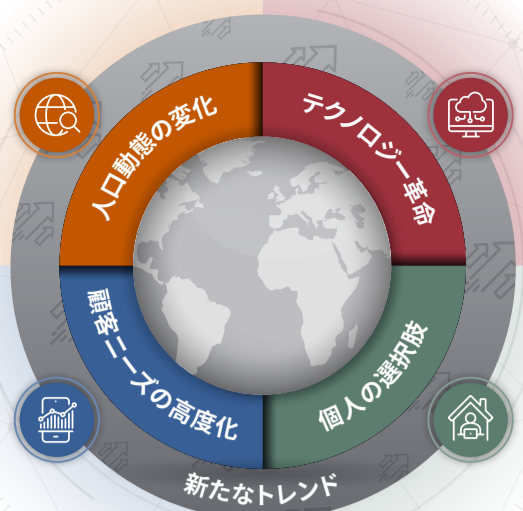 人口動態の変化
テクノロジー革命
顧客ニーズの高度化
個人の選択肢
新たなトレンド